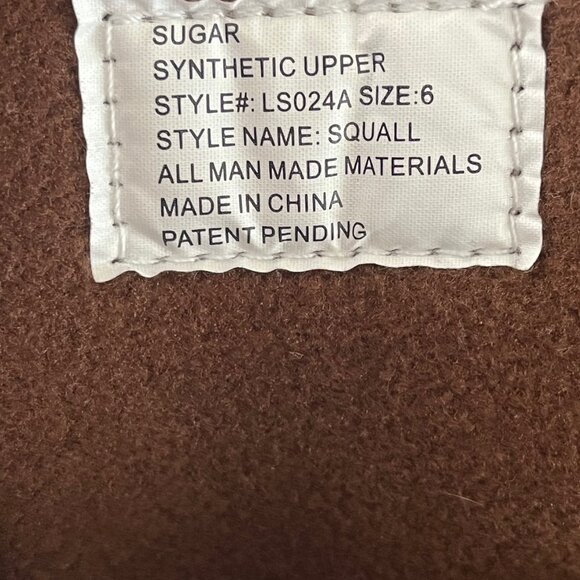 SUGAR
SYNTHETIC UPPER
STYLE#: LS024A SIZE:6
STYLE NAME: SQUALL
ALL MAN MADE MATERIALS
MADE IN CHINA
PATENT PENDING